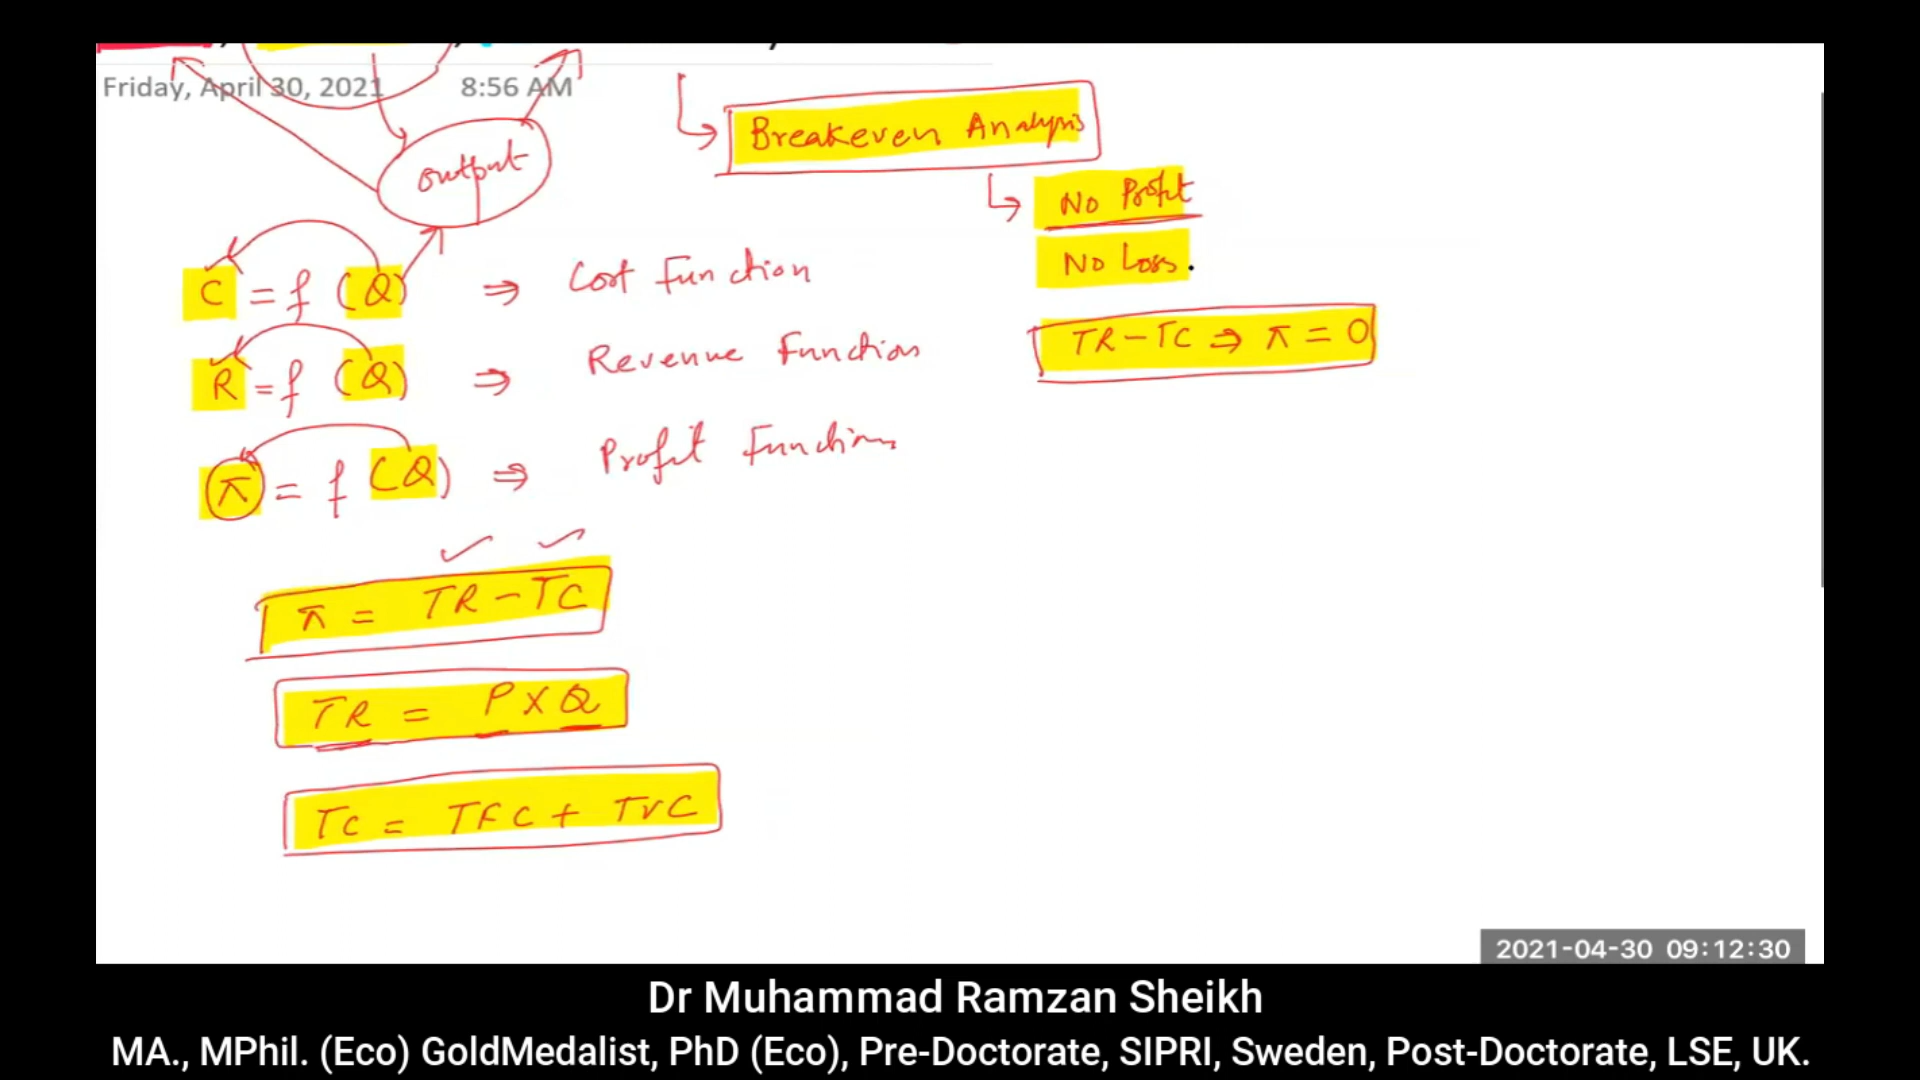 Friday, April 30, 2021 8:56 AM
Breakeven Analysis
output
No Profit
No Loss.
C = f (Q) ⇒ Cost Function
TR - TC ⇒ π = 0
R = f (Q) ⇒ Revenue Function
π = f (Q) ⇒ Profit Function
π = TR - TC
TR = P X Q
TC = TFC + TVC
2021-04-30 09:12:30
Dr Muhammad Ramzan Sheikh
MA., MPhil. (Eco) GoldMedalist, PhD (Eco), Pre-Doctorate, SIPRI, Sweden, Post-Doctorate, LSE, UK.